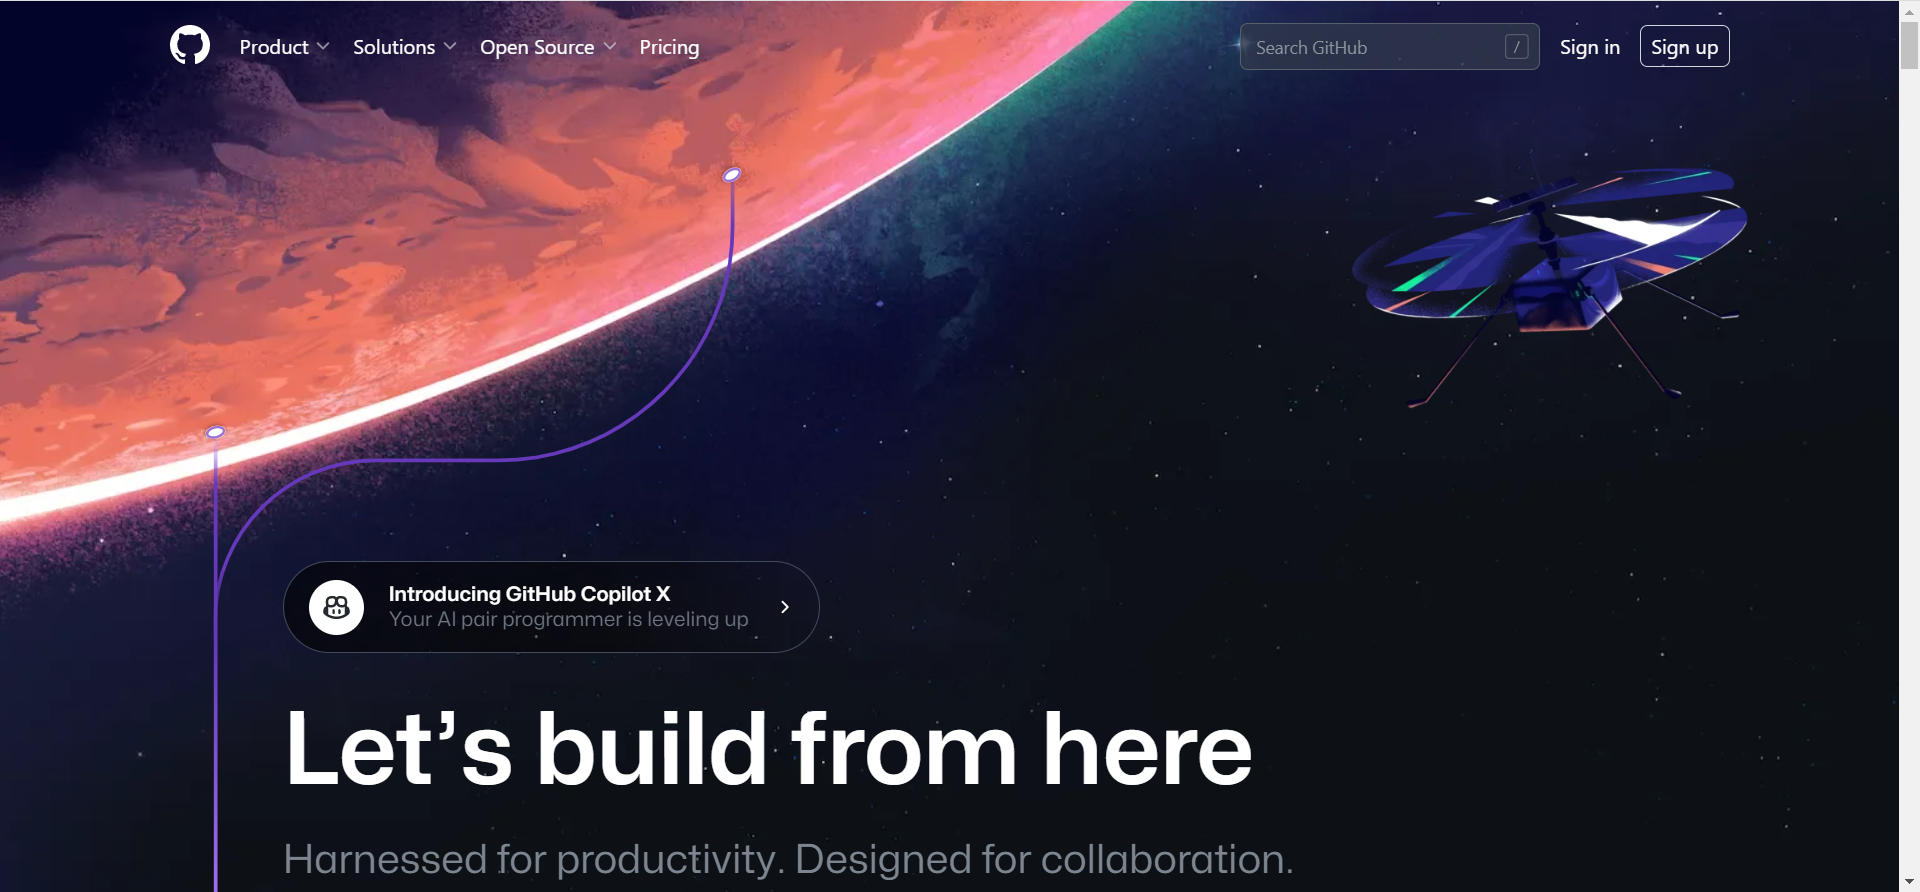 Product Solutions Open Source Pricing Search GitHub / Sign in Sign up
Introducing GitHub Copilot X
Your AI pair programmer is leveling up
Let’s build from here
Harnessed for productivity. Designed for collaboration.